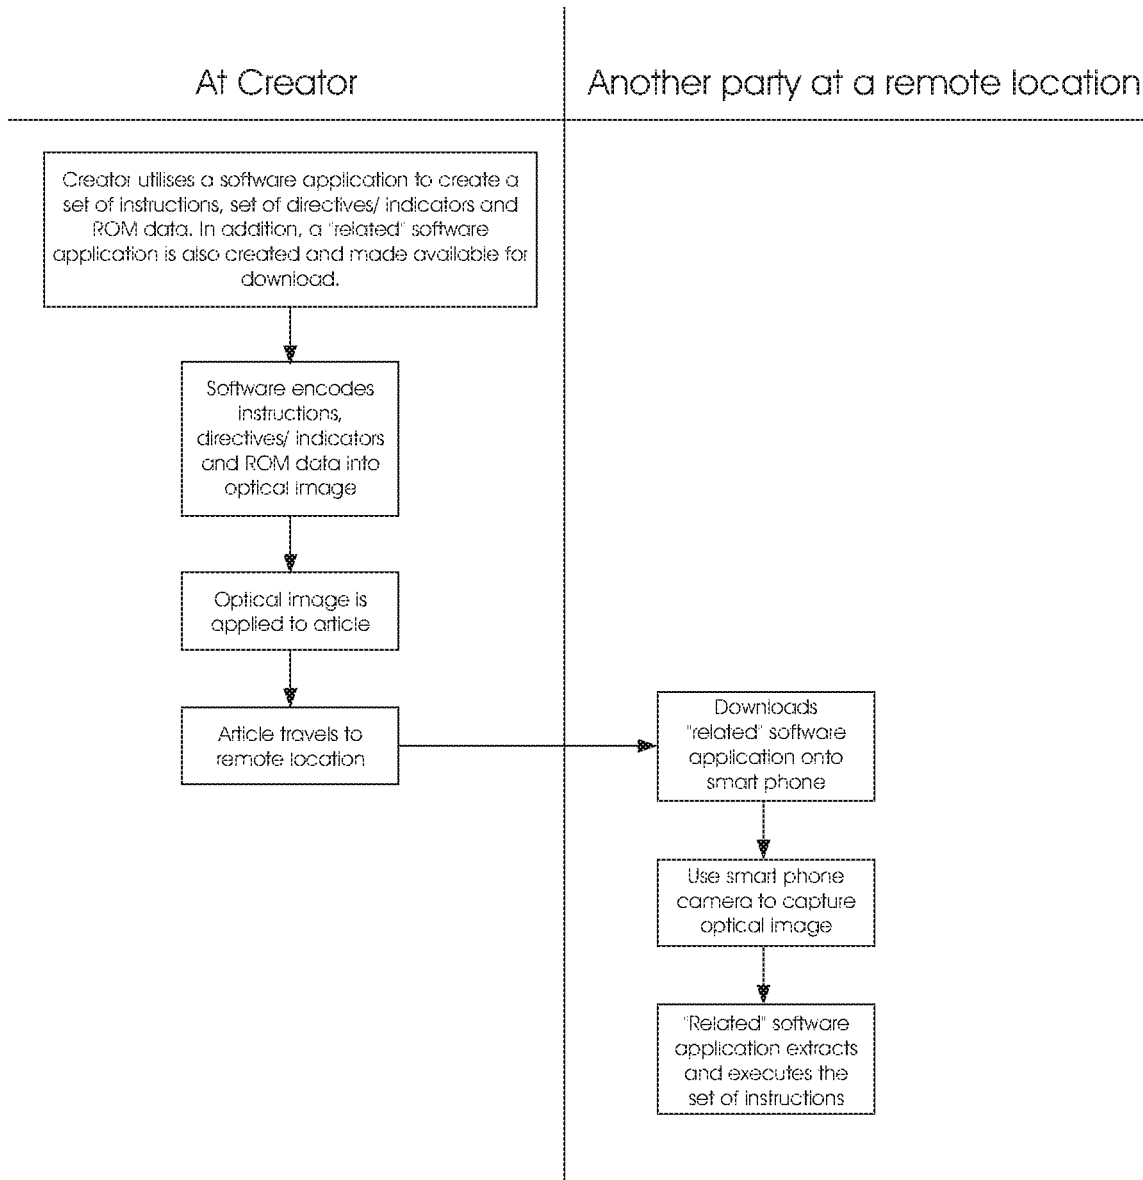 At Creator
Another party at a remote location
Creator utilises a software application to create a
set of instructions, set of directives/ indicators and
ROM data. In addition, a "related" software
application is also created and made available for
download.
Software encodes
instructions,
directives/ indicators
and ROM data into
optical image
Optical image is
applied to article
Article travels to
remote location
Downloads
"related" software
application onto
smart phone
Use smart phone
camera to capture
optical image
"Related" software
application extracts
and executes the
set of instructions